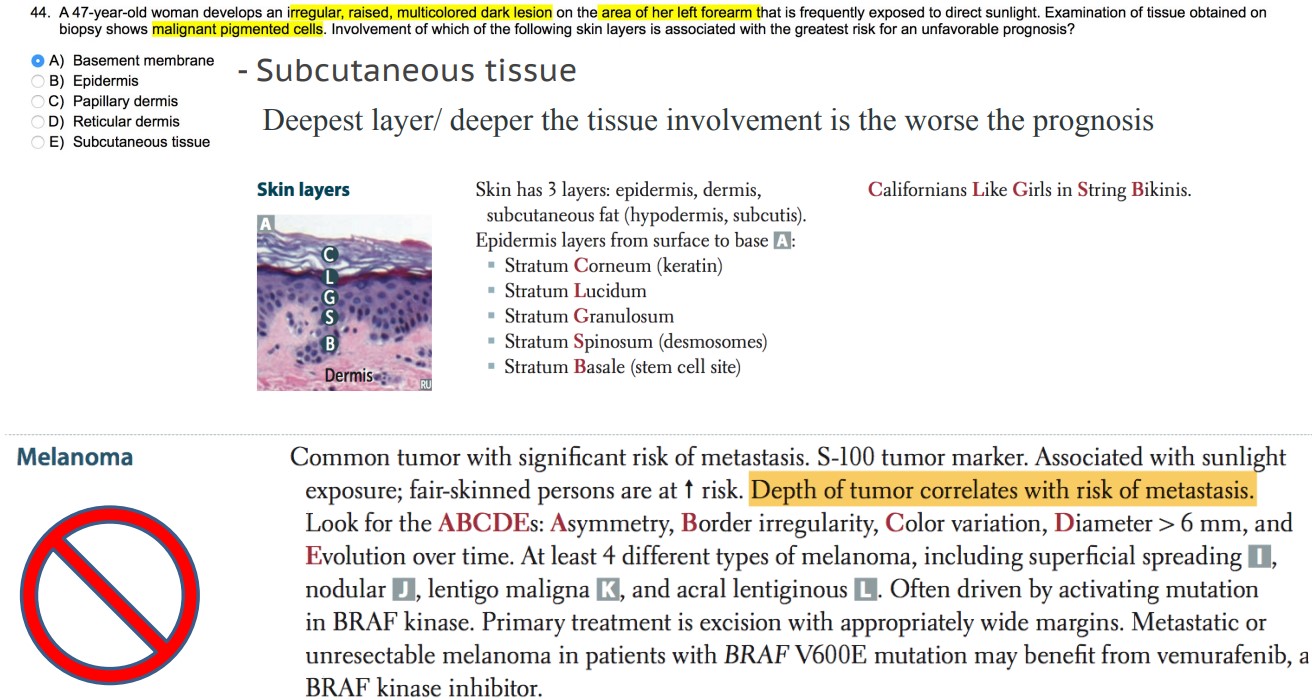 44. A 47-year-old woman develops an irregular, raised, multicolored dark lesion on the area of her left forearm that is frequently exposed to direct sunlight. Examination of tissue obtained on
biopsy shows malignant pigmented cells. Involvement of which of the following skin layers is associated with the greatest risk for an unfavorable prognosis?
A) Basement membrane
B) Epidermis
C) Papillary dermis
D) Reticular dermis
E) Subcutaneous tissue
- Subcutaneous tissue
Deepest layer/ deeper the tissue involvement is the worse the prognosis
Skin layers
A
C
L
G
S
B
Dermis
RU
Skin has 3 layers: epidermis, dermis,
subcutaneous fat (hypodermis, subcutis).
Epidermis layers from surface to base A:
▪ Stratum Corneum (keratin)
▪ Stratum Lucidum
▪ Stratum Granulosum
▪ Stratum Spinosum (desmosomes)
▪ Stratum Basale (stem cell site)
Californians Like Girls in String Bikinis.
Melanoma
Common tumor with significant risk of metastasis. S-100 tumor marker. Associated with sunlight
exposure; fair-skinned persons are at ↑ risk. Depth of tumor correlates with risk of metastasis.
Look for the ABCDEs: Asymmetry, Border irregularity, Color variation, Diameter > 6 mm, and
Evolution over time. At least 4 different types of melanoma, including superficial spreading I,
nodular J, lentigo maligna K, and acral lentiginous L. Often driven by activating mutation
in BRAF kinase. Primary treatment is excision with appropriately wide margins. Metastatic or
unresectable melanoma in patients with BRAF V600E mutation may benefit from vemurafenib, a
BRAF kinase inhibitor.